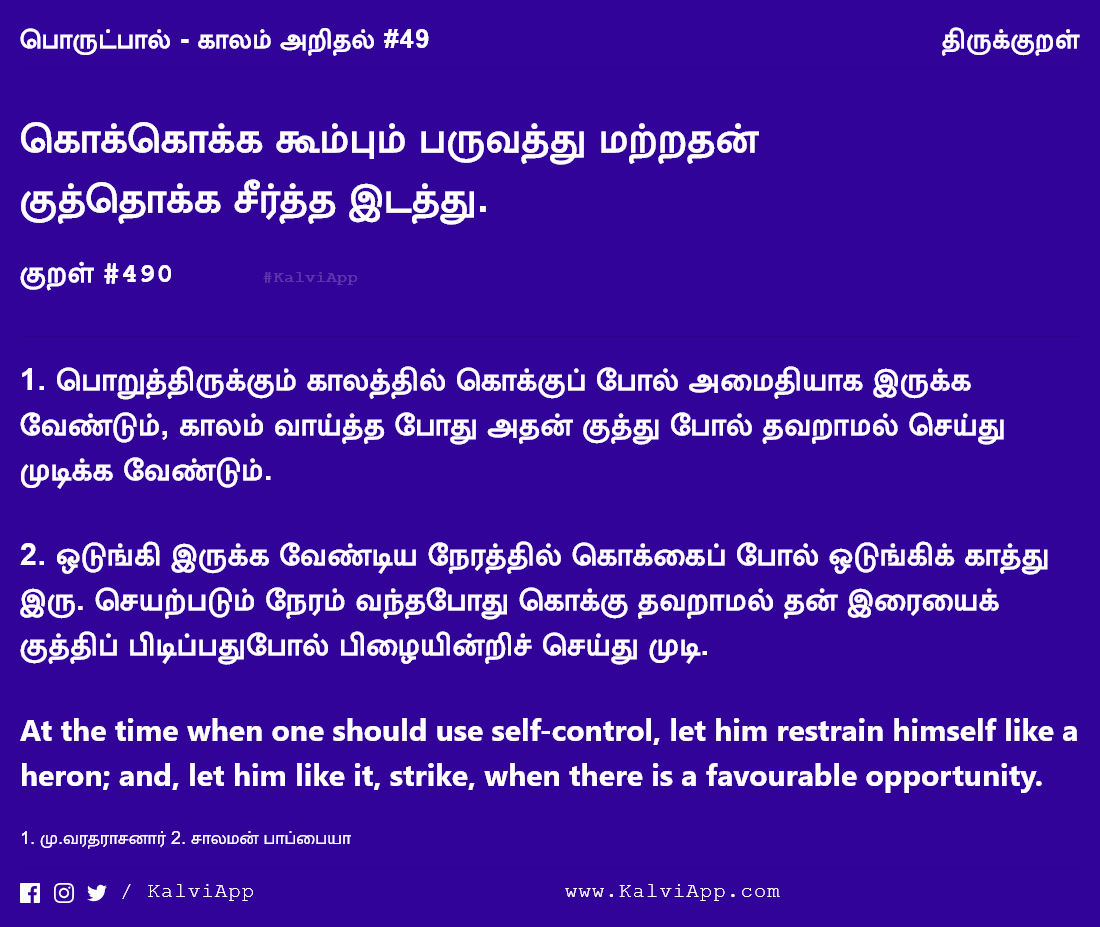 பொருட்பால் - காலம் அறிதல் #49
திருக்குறள்
கொக்கொக்க கூம்பும் பருவத்து மற்றதன்
குத்தொக்க சீர்த்த இடத்து.
குறள் #490
#KalviApp
1. பொறுத்திருக்கும் காலத்தில் கொக்குப் போல் அமைதியாக இருக்க
வேண்டும், காலம் வாய்த்த போது அதன் குத்து போல் தவறாமல் செய்து
முடிக்க வேண்டும்.
2. ஒடுங்கி இருக்க வேண்டிய நேரத்தில் கொக்கைப் போல் ஒடுங்கிக் காத்து
இரு. செயற்படும் நேரம் வந்தபோது கொக்கு தவறாமல் தன் இரையைக்
குத்திப் பிடிப்பதுபோல் பிழையின்றிச் செய்து முடி.
At the time when one should use self-control, let him restrain himself like a
heron; and, let him like it, strike, when there is a favourable opportunity.
1. மு.வரதராசனார் 2. சாலமன் பாப்பையா
/ KalviApp
www.KalviApp.com